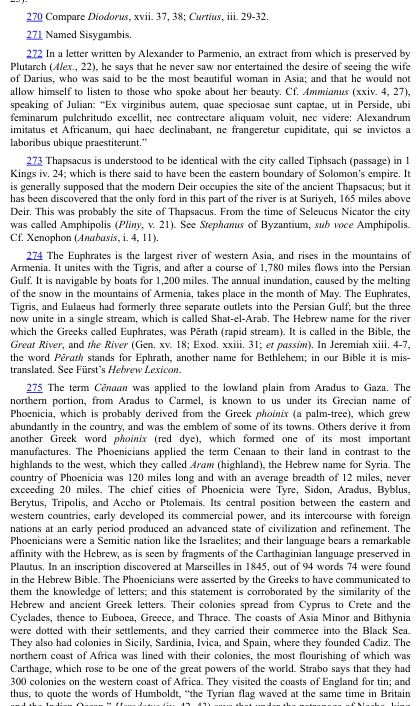 270 Compare Diodorus, xvii. 37, 38; Curtius, iii. 29-32.
271 Named Sisygambis.
272 In a letter written by Alexander to Parmenio, an extract from which is preserved by
Plutarch (Alex., 22), he says that he never saw nor entertained the desire of seeing the wife
of Darius, who was said to be the most beautiful woman in Asia; and that he would not
allow himself to listen to those who spoke about her beauty. Cf. Ammianus (xxiv. 4, 27),
speaking of Julian: “Ex virginibus autem, quae speciosae sunt captae, ut in Perside, ubi
feminarum pulchritudo excellit, nec contrectare aliquam voluit, nec videre: Alexandrum
imitatus et Africanum, qui haec declinabant, ne frangeretur cupiditate, qui se invictos a
laboribus ubique praestiterunt.”
273 Thapsacus is understood to be identical with the city called Tiphsach (passage) in 1
Kings iv. 24; which is there said to have been the eastern boundary of Solomon’s empire. It
is generally supposed that the modern Deir occupies the site of the ancient Thapsacus; but it
has been discovered that the only ford in this part of the river is at Suriyeh, 165 miles above
Deir. This was probably the site of Thapsacus. From the time of Seleucus Nicator the city
was called Amphipolis (Pliny, v. 21). See Stephanus of Byzantium, sub voce Amphipolis.
Cf. Xenophon (Anabasis, i. 4, 11).
274 The Euphrates is the largest river of western Asia, and rises in the mountains of
Armenia. It unites with the Tigris, and after a course of 1,780 miles flows into the Persian
Gulf. It is navigable by boats for 1,200 miles. The annual inundation, caused by the melting
of the snow in the mountains of Armenia, takes place in the month of May. The Euphrates,
Tigris, and Eulaeus had formerly three separate outlets into the Persian Gulf; but the three
now unite in a single stream, which is called Shat-el-Arab. The Hebrew name for the river
which the Greeks called Euphrates, was Pĕrath (rapid stream). It is called in the Bible, the
Great River, and the River (Gen. xv. 18; Exod. xxiii. 31; et passim). In Jeremiah xiii. 4-7,
the word Pĕrath stands for Ephrath, another name for Bethlehem; in our Bible it is mis-
translated. See Fürst’s Hebrew Lexicon.
275 The term Cĕnaan was applied to the lowland plain from Aradus to Gaza. The
northern portion, from Aradus to Carmel, is known to us under its Grecian name of
Phoenicia, which is probably derived from the Greek phoinix (a palm-tree), which grew
abundantly in the country, and was the emblem of some of its towns. Others derive it from
another Greek word phoinix (red dye), which formed one of its most important
manufactures. The Phoenicians applied the term Cenaan to their land in contrast to the
highlands to the west, which they called Aram (highland), the Hebrew name for Syria. The
country of Phoenicia was 120 miles long and with an average breadth of 12 miles, never
exceeding 20 miles. The chief cities of Phoenicia were Tyre, Sidon, Aradus, Byblus,
Berytus, Tripolis, and Accho or Ptolemais. Its central position between the eastern and
western countries, early developed its commercial power, and its intercourse with foreign
nations at an early period produced an advanced state of civilization and refinement. The
Phoenicians were a Semitic nation like the Israelites; and their language bears a remarkable
affinity with the Hebrew, as is seen by fragments of the Carthaginian language preserved in
Plautus. In an inscription discovered at Marseilles in 1845, out of 94 words 74 were found
in the Hebrew Bible. The Phoenicians were asserted by the Greeks to have communicated to
them the knowledge of letters; and this statement is corroborated by the similarity of the
Hebrew and ancient Greek letters. Their colonies spread from Cyprus to Crete and the
Cyclades, thence to Euboea, Greece, and Thrace. The coasts of Asia Minor and Bithynia
were dotted with their settlements, and they carried their commerce into the Black Sea.
They also had colonies in Sicily, Sardinia, Ivica, and Spain, where they founded Cadiz. The
northern coast of Africa was lined with their colonies, the most flourishing of which was
Carthage, which rose to be one of the great powers of the world. Strabo says that they had
300 colonies on the western coast of Africa. They visited the coasts of England for tin; and
thus, to quote the words of Humboldt, “the Tyrian flag waved at the same time in Britain